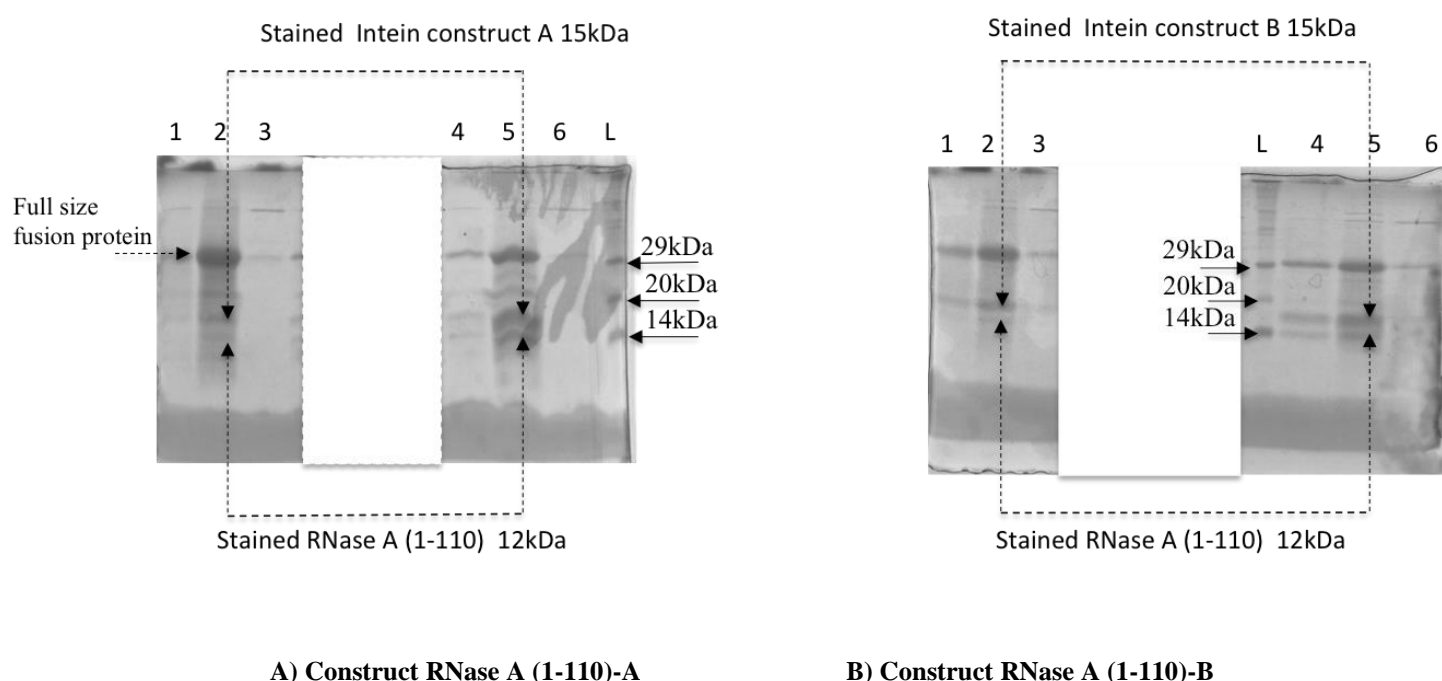 Stained Intein construct A 15kDa
1 2 3 4 5 6 L
Full size
fusion protein
29kDa
20kDa
14kDa
Stained RNase A (1-110) 12kDa
A) Construct RNase A (1-110)-A
Stained Intein construct B 15kDa
1 2 3 L 4 5 6
29kDa
20kDa
14kDa
Stained RNase A (1-110) 12kDa
B) Construct RNase A (1-110)-B